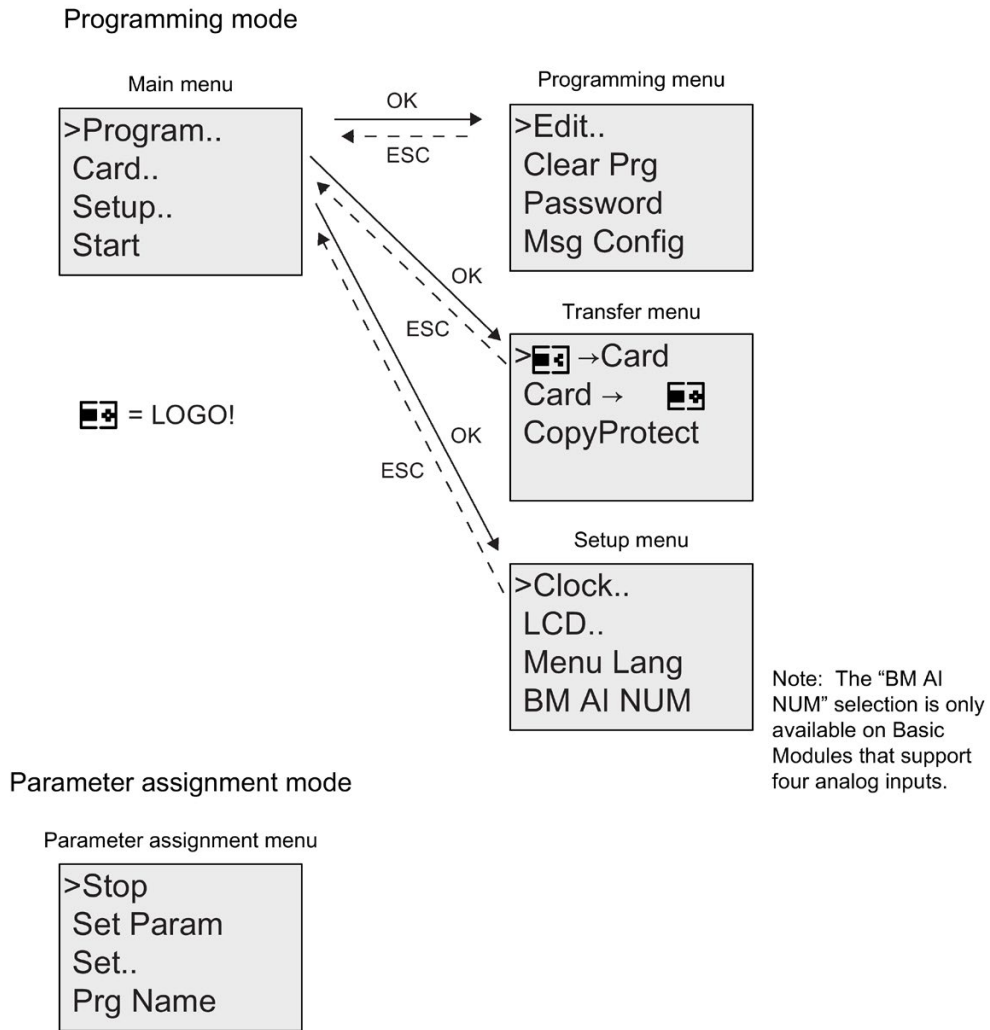 Programming mode
Main menu
>Program..
Card..
Setup..
Start
OK
ESC
Programming menu
>Edit..
Clear Prg
Password
Msg Config
OK
ESC
Transfer menu
> →Card
Card →
CopyProtect
= LOGO!
OK
ESC
Setup menu
>Clock..
LCD..
Menu Lang
BM AI NUM
Note: The “BM AI
NUM” selection is only
available on Basic
Modules that support
four analog inputs.
Parameter assignment mode
Parameter assignment menu
>Stop
Set Param
Set..
Prg Name